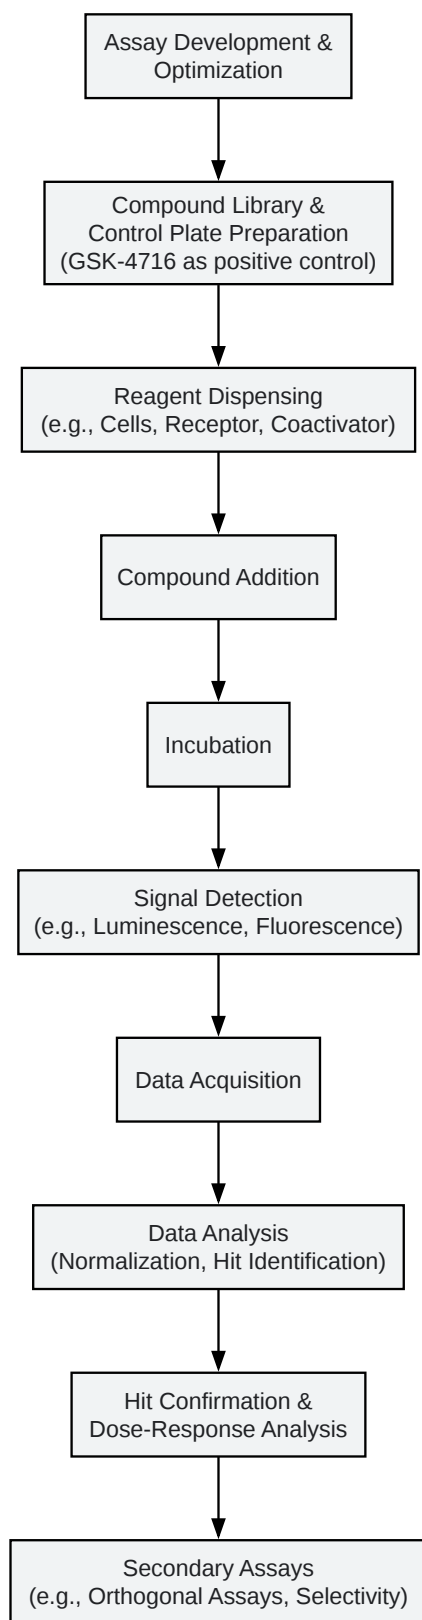 Assay Development &
Optimization
Compound Library &
Control Plate Preparation
(GSK-4716 as positive control)
Reagent Dispensing
(e.g., Cells, Receptor, Coactivator)
Compound Addition
Incubation
Signal Detection
(e.g., Luminescence, Fluorescence)
Data Acquisition
Data Analysis
(Normalization, Hit Identification)
Hit Confirmation &
Dose-Response Analysis
Secondary Assays
(e.g., Orthogonal Assays, Selectivity)